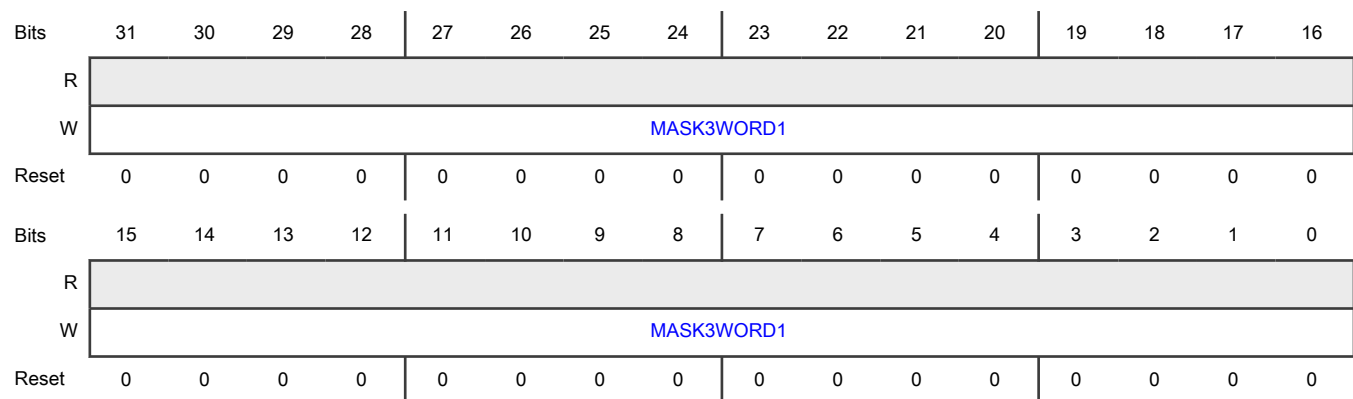 Bits 31 30 29 28 27 26 25 24 23 22 21 20 19 18 17 16
R
W MASK3WORD1
Reset 0 0 0 0 0 0 0 0 0 0 0 0 0 0 0 0
Bits 15 14 13 12 11 10 9 8 7 6 5 4 3 2 1 0
R
W MASK3WORD1
Reset 0 0 0 0 0 0 0 0 0 0 0 0 0 0 0 0